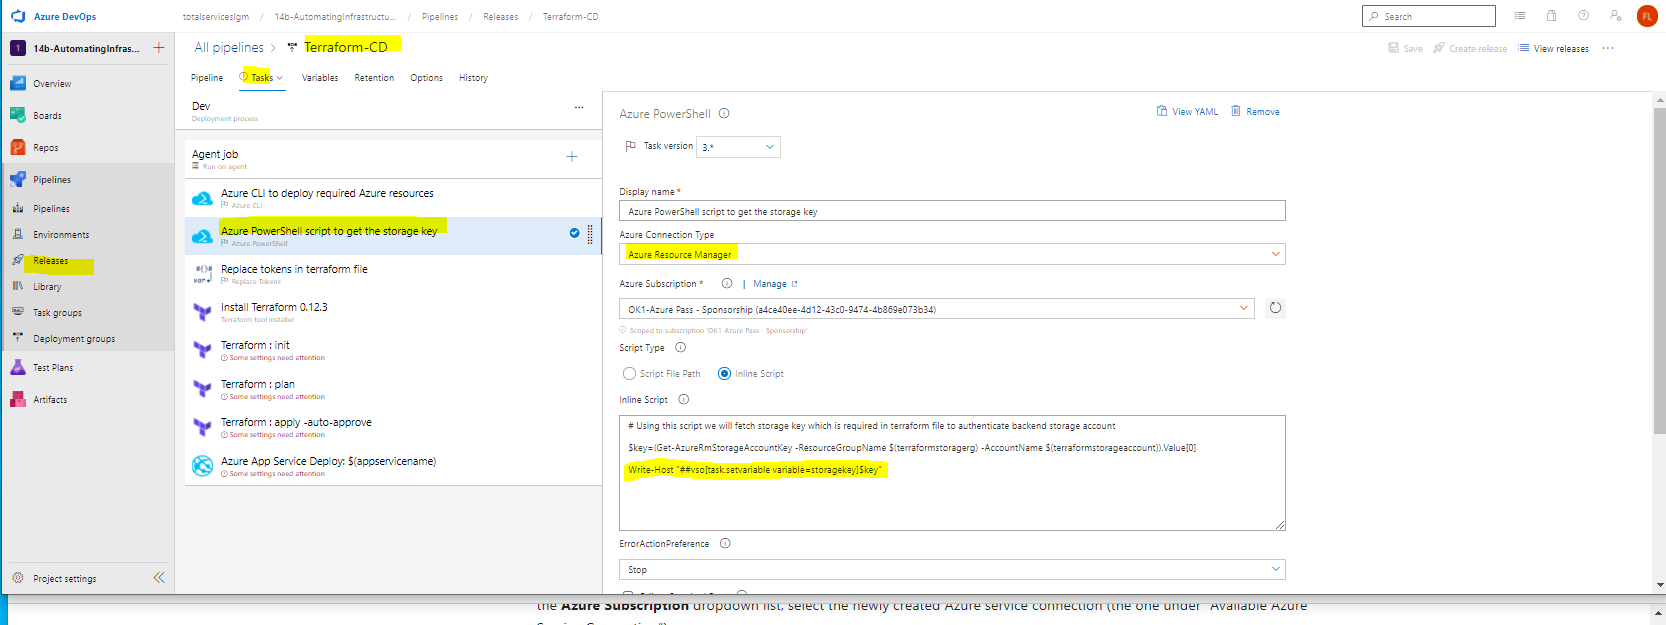 Azure DevOps
totalserviceslgm / 14b-AutomatingInfrastructu... / Pipelines / Releases / Terraform-CD
Search
FL
1 14b-AutomatingInfras...
Overview
Boards
Repos
Pipelines
Pipelines
Environments
Releases
Library
Task groups
Deployment groups
Test Plans
Artifacts
Project settings
All pipelines > Terraform-CD
Save
Create release
View releases
Pipeline
Tasks
Variables
Retention
Options
History
Dev
Deployment process
Agent job
Run on agent
Azure CLI to deploy required Azure resources
Azure CLI
Azure PowerShell script to get the storage key
Azure PowerShell
Replace tokens in terraform file
Replace Tokens
Install Terraform 0.12.3
Terraform tool installer
Terraform : init
Some settings need attention
Terraform : plan
Some settings need attention
Terraform : apply -auto-approve
Some settings need attention
Azure App Service Deploy: $(appservicename)
Some settings need attention
Azure PowerShell
View YAML
Remove
Task version 3.*
Display name *
Azure PowerShell script to get the storage key
Azure Connection Type
Azure Resource Manager
Azure Subscription * | Manage
OK1-Azure Pass - Sponsorship (a4ce40ee-4d12-43c0-9474-4b869e073b34)
Scoped to subscription 'OK1-Azure Pass - Sponsorship'
Script Type
Script File Path
Inline Script
Inline Script
# Using this script we will fetch storage key which is required in terraform file to authenticate backend storage account
$key=(Get-AzureRmStorageAccountKey -ResourceGroupName $(terraformstoragerg) -AccountName $(terraformstorageaccount)).Value[0]
Write-Host "##vso[task.setvariable variable=storagekey]$key"
ErrorActionPreference
Stop
the Azure Subscription dropdown list, select the newly created Azure service connection (the one under "Available Azure